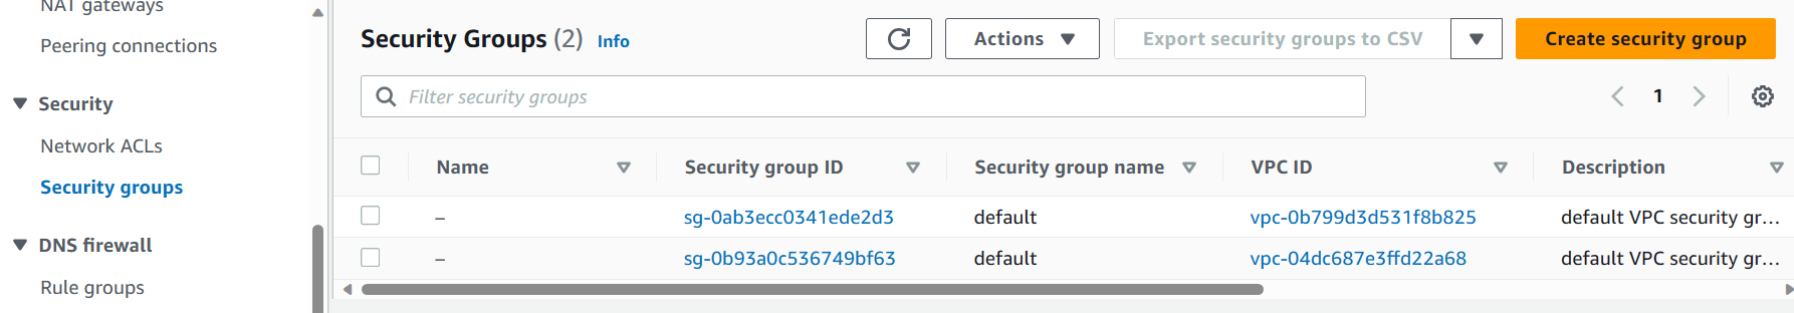 NAT gateways
Peering connections
Security
Network ACLs
Security groups
DNS firewall
Rule groups
Security Groups (2) Info
Actions
Export security groups to CSV
Create security group
Filter security groups
1
Name Security group ID Security group name VPC ID Description
– sg-0ab3ecc0341ede2d3 default vpc-0b799d3d531f8b825 default VPC security gr...
– sg-0b93a0c536749bf63 default vpc-04dc687e3ffd22a68 default VPC security gr...